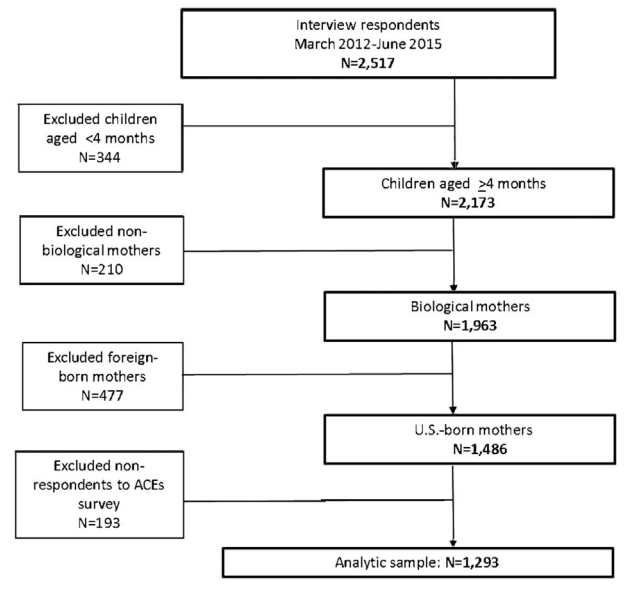 Interview respondents
March 2012-June 2015
N=2,517
Excluded children
aged <4 months
N=344
Children aged ≥4 months
N=2,173
Excluded non-
biological mothers
N=210
Biological mothers
N=1,963
Excluded foreign-
born mothers
N=477
U.S.-born mothers
N=1,486
Excluded non-
respondents to ACEs
survey
N=193
Analytic sample: N=1,293